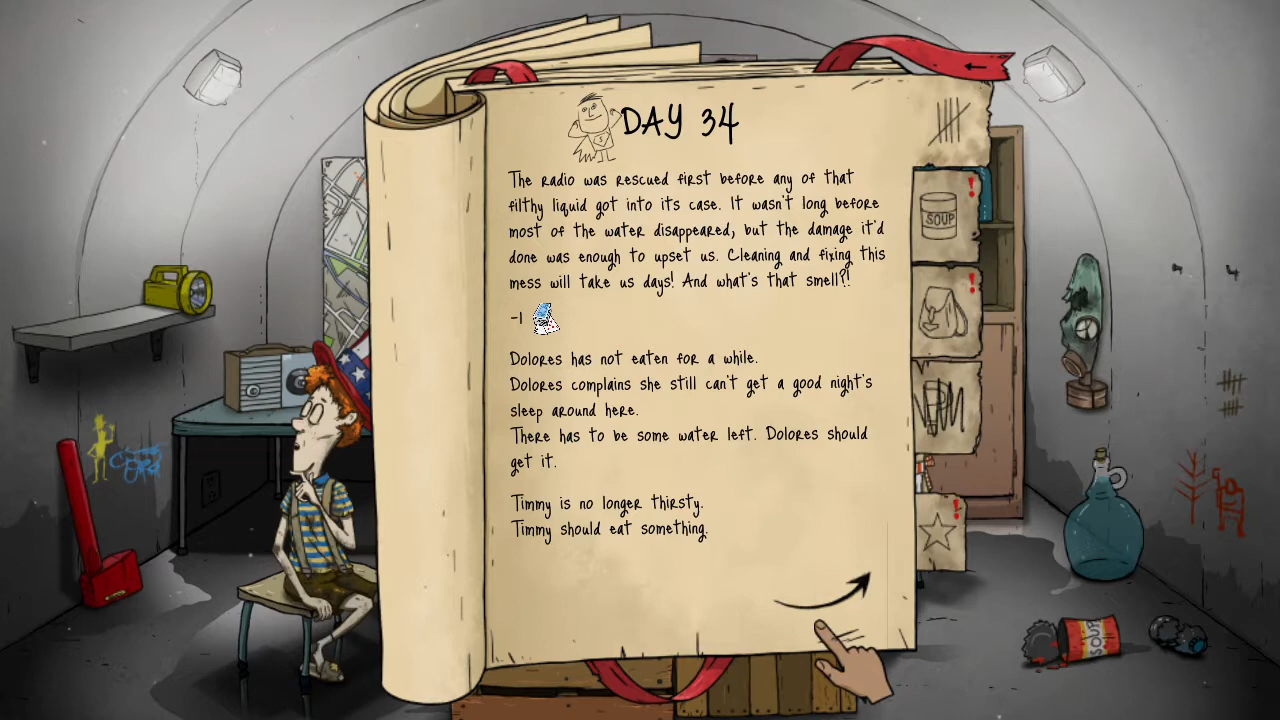 DAY 34
The radio was rescued first before any of that
filthy liquid got into its case. It wasn't long before
most of the water disappeared, but the damage it'd
done was enough to upset us. Cleaning and fixing this
mess will take us days! And what's that smell?!
-1
Dolores has not eaten for a while.
Dolores complains she still can't get a good night's
sleep around here.
There has to be some water left. Dolores should
get it.
Timmy is no longer thirsty.
Timmy should eat something.
SOUP
SOUP